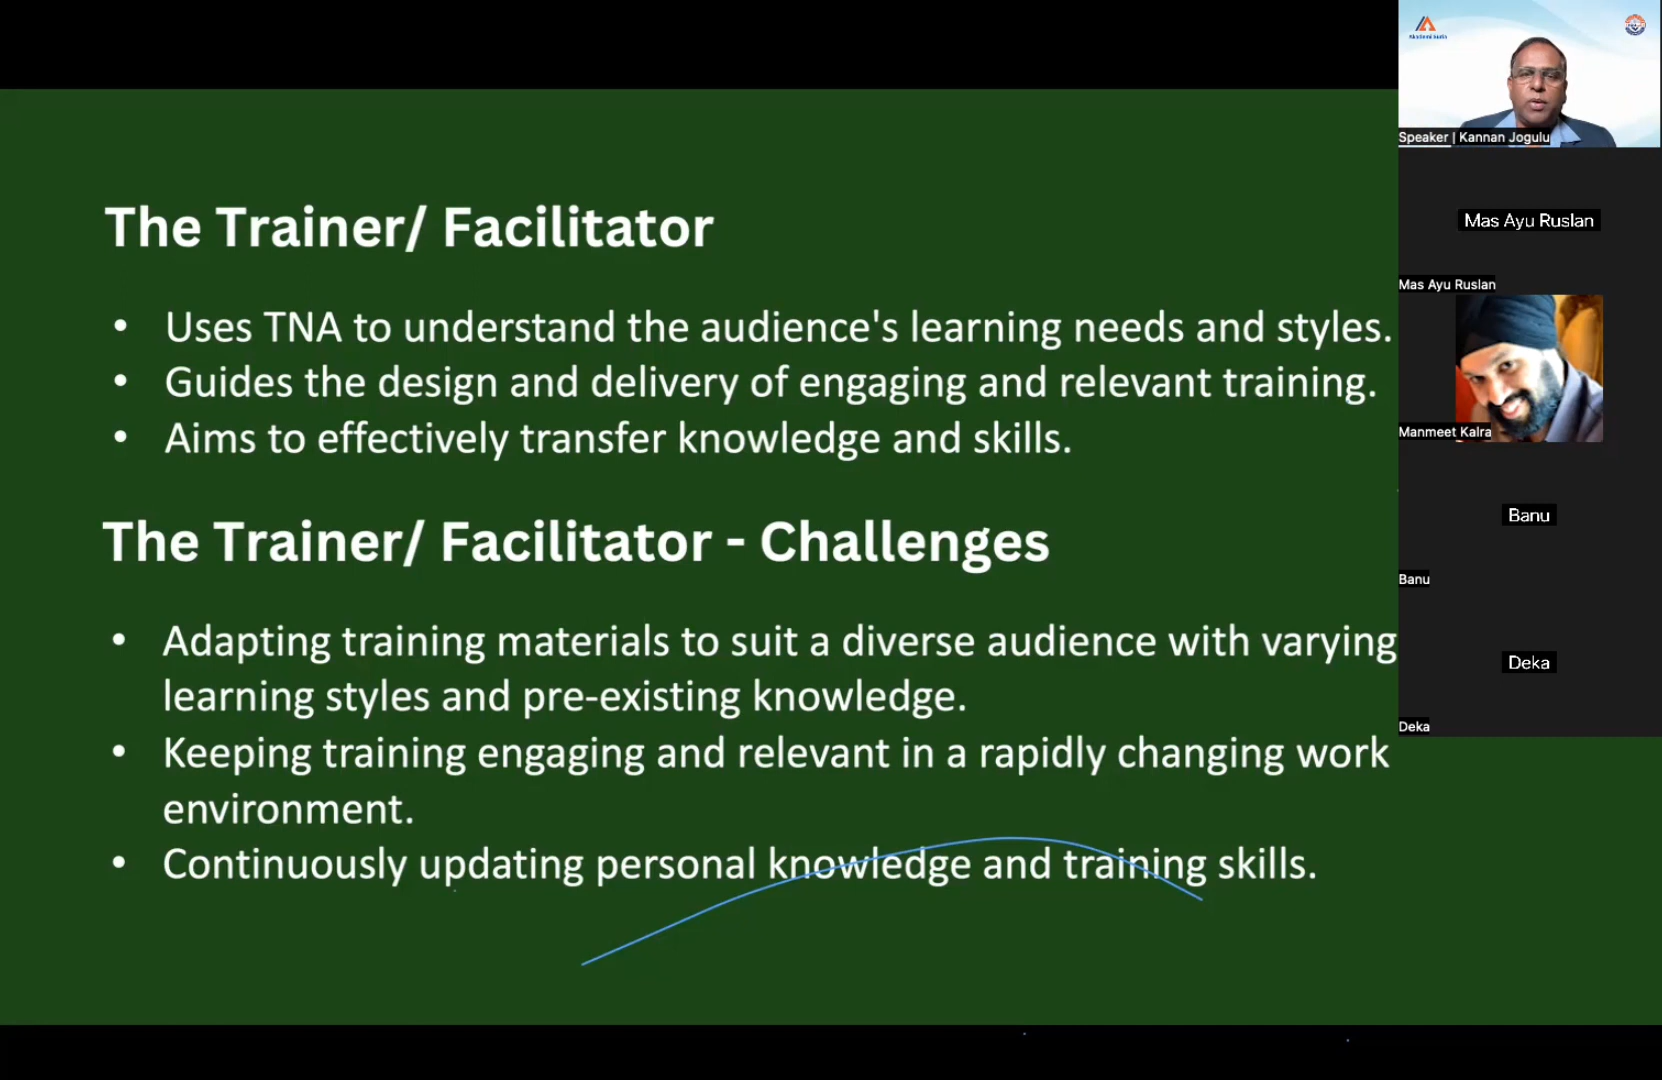 The Trainer/ Facilitator
• Uses TNA to understand the audience's learning needs and styles.
• Guides the design and delivery of engaging and relevant training.
• Aims to effectively transfer knowledge and skills.
The Trainer/ Facilitator - Challenges
• Adapting training materials to suit a diverse audience with varying
learning styles and pre-existing knowledge.
• Keeping training engaging and relevant in a rapidly changing work
environment.
• Continuously updating personal knowledge and training skills.
Speaker | Kannan Jogulu
Mas Ayu Ruslan
Mas Ayu Ruslan
Manmeet Kalra
Banu
Banu
Deka
Deka